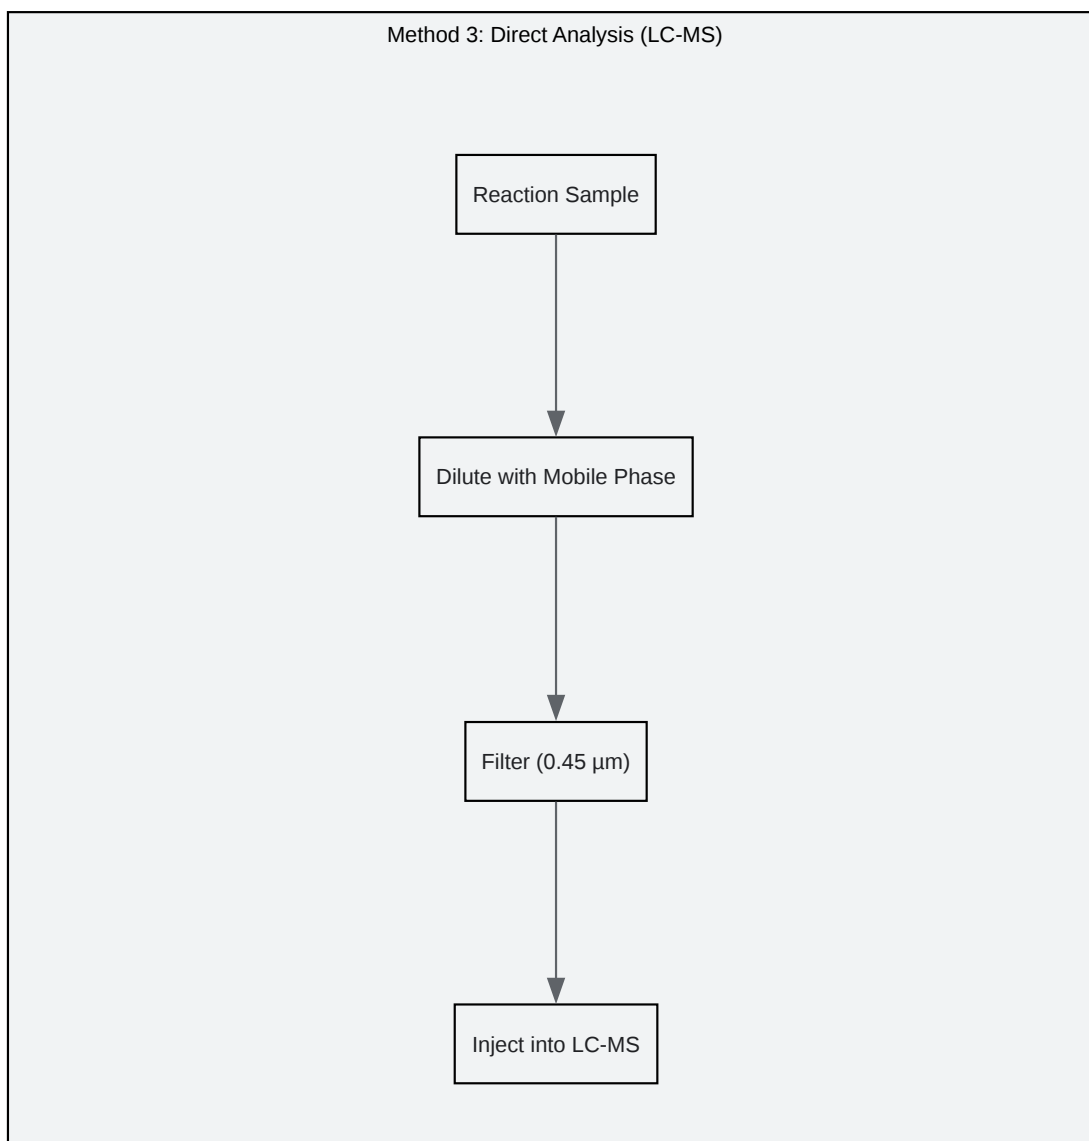 Method 3: Direct Analysis (LC-MS)
Reaction Sample
Dilute with Mobile Phase
Filter (0.45 µm)
Inject into LC-MS